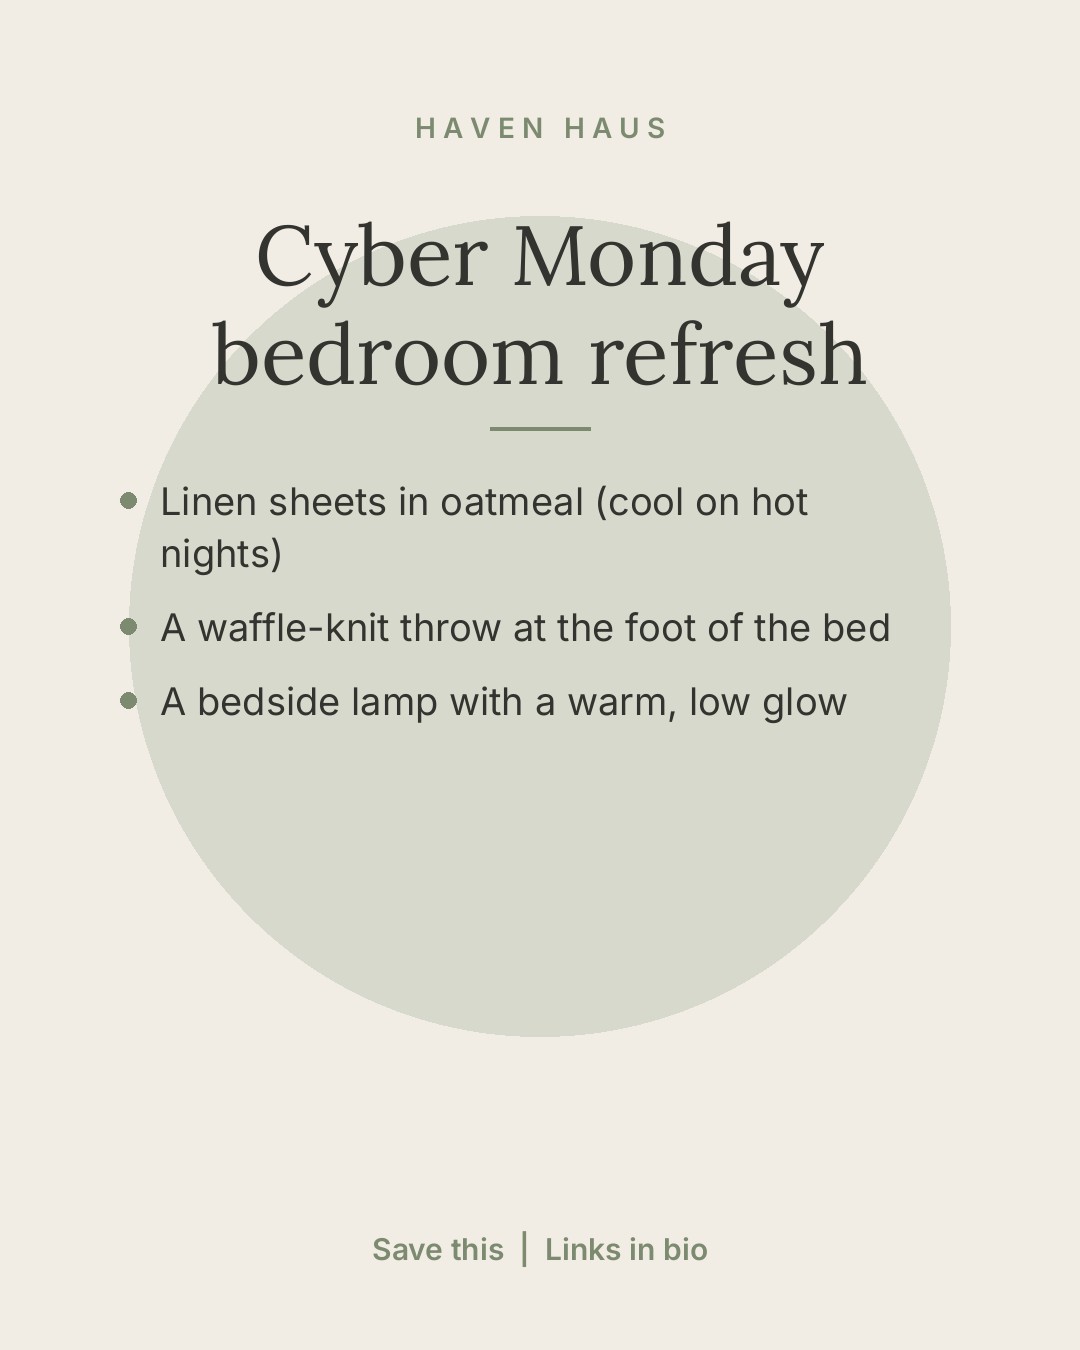 HAVEN HAUS
Cyber Monday
bedroom refresh
Linen sheets in oatmeal (cool on hot
nights)
A waffle-knit throw at the foot of the bed
A bedside lamp with a warm, low glow
Save this | Links in bio